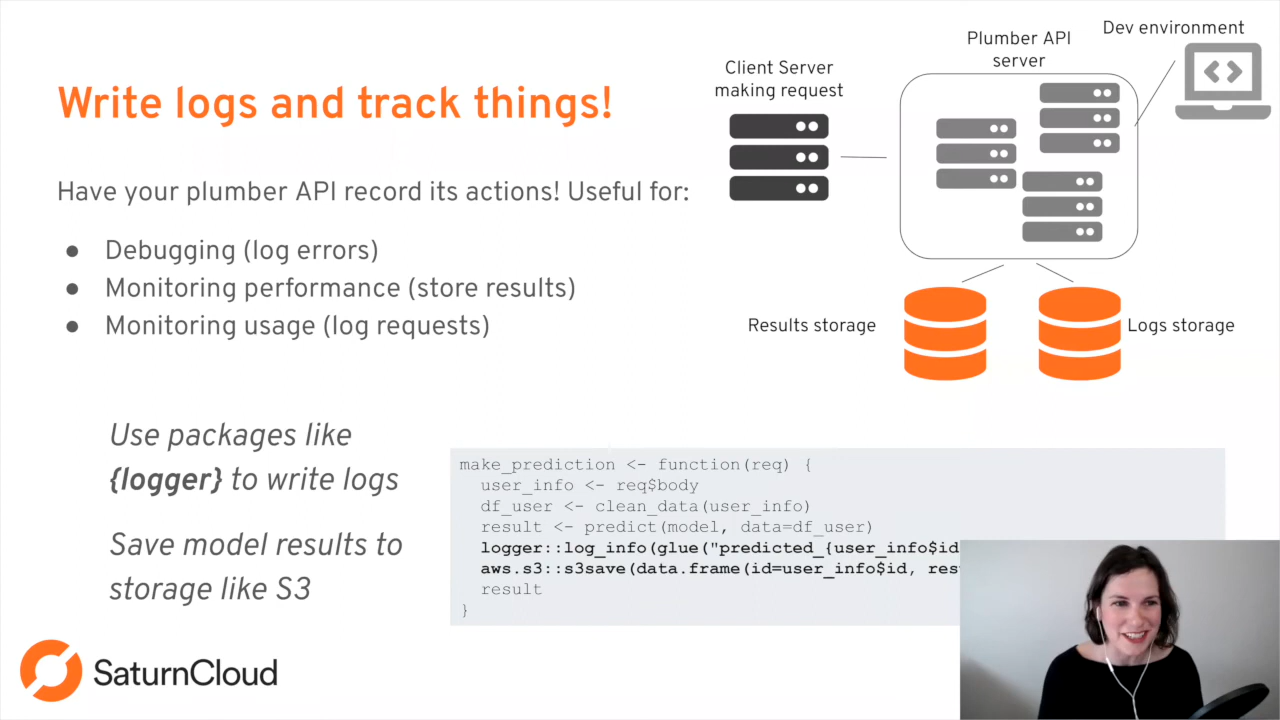 Write logs and track things!
Have your plumber API record its actions! Useful for:
● Debugging (log errors)
● Monitoring performance (store results)
● Monitoring usage (log requests)
Use packages like
{logger} to write logs
Save model results to
storage like S3
Client Server
making request
Plumber API
server
Dev environment
Results storage
Logs storage
make_prediction <- function(req) {
  user_info <- req$body
  df_user <- clean_data(user_info)
  result <- predict(model, data=df_user)
  logger::log_info(glue("predicted_{user_info$id
  aws.s3::s3save(data.frame(id=user_info$id,
  result
}
SaturnCloud